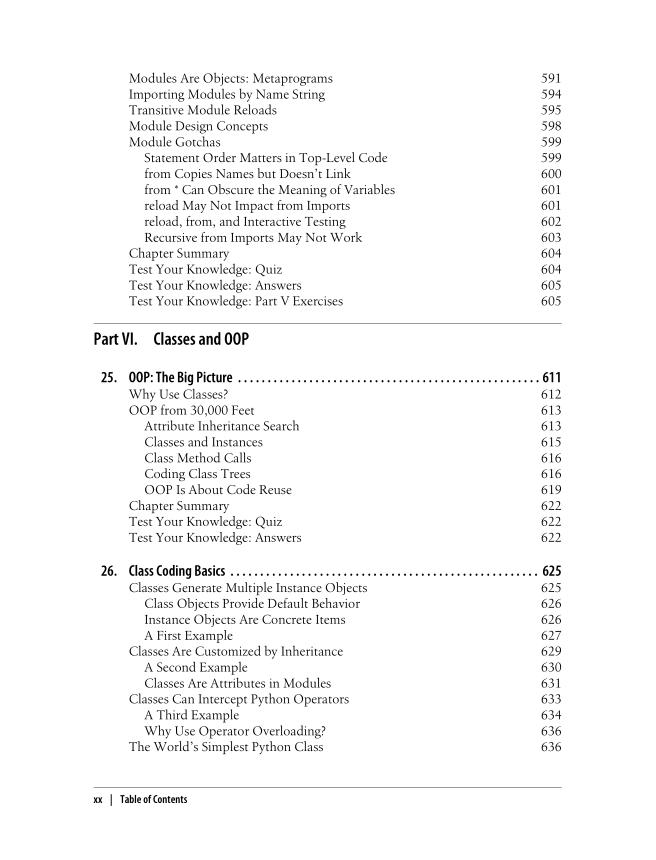 Modules Are Objects: Metaprograms 591
Importing Modules by Name String 594
Transitive Module Reloads 595
Module Design Concepts 598
Module Gotchas 599
Statement Order Matters in Top-Level Code 599
from Copies Names but Doesn’t Link 600
from * Can Obscure the Meaning of Variables 601
reload May Not Impact from Imports 601
reload, from, and Interactive Testing 602
Recursive from Imports May Not Work 603
Chapter Summary 604
Test Your Knowledge: Quiz 604
Test Your Knowledge: Answers 605
Test Your Knowledge: Part V Exercises 605
Part VI. Classes and OOP
25. OOP: The Big Picture . . . . . . . . . . . . . . . . . . . . . . . . . . . . . . . . . . . . . . . . . . . . . . . . . . . . 611
Why Use Classes? 612
OOP from 30,000 Feet 613
Attribute Inheritance Search 613
Classes and Instances 615
Class Method Calls 616
Coding Class Trees 616
OOP Is About Code Reuse 619
Chapter Summary 622
Test Your Knowledge: Quiz 622
Test Your Knowledge: Answers 622
26. Class Coding Basics . . . . . . . . . . . . . . . . . . . . . . . . . . . . . . . . . . . . . . . . . . . . . . . . . . . . . 625
Classes Generate Multiple Instance Objects 625
Class Objects Provide Default Behavior 626
Instance Objects Are Concrete Items 626
A First Example 627
Classes Are Customized by Inheritance 629
A Second Example 630
Classes Are Attributes in Modules 631
Classes Can Intercept Python Operators 633
A Third Example 634
Why Use Operator Overloading? 636
The World’s Simplest Python Class 636
xx | Table of Contents